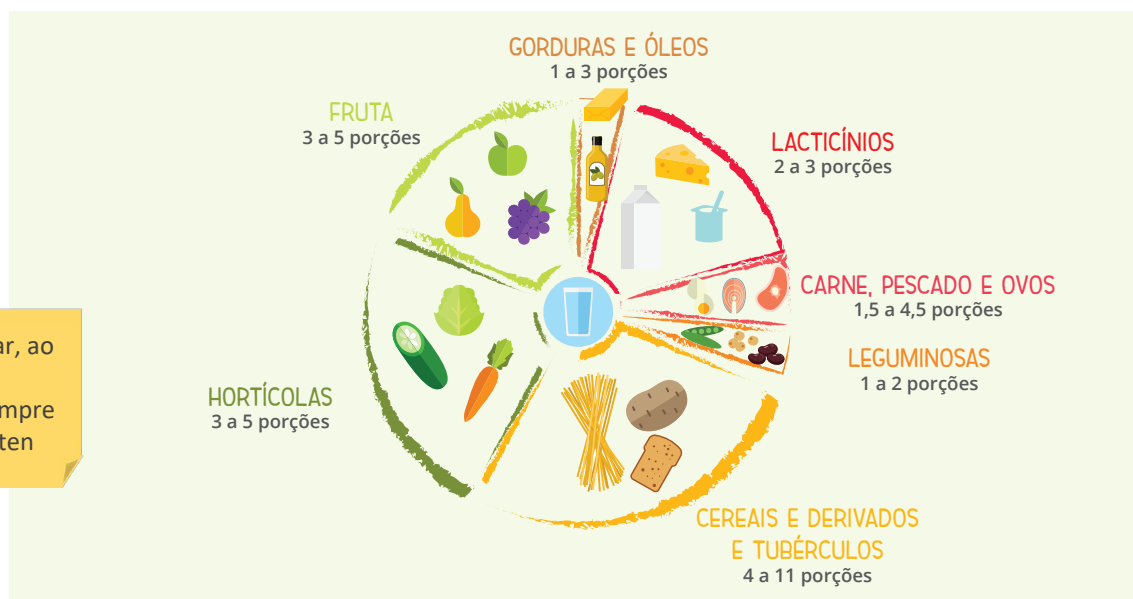 GORDURAS E ÓLEOS
1 a 3 porções
FRUTA
3 a 5 porções
LACTICÍNIOS
2 a 3 porções
CARNE, PESCADO E OVOS
1,5 a 4,5 porções
LEGUMINOSAS
1 a 2 porções
HORTÍCOLAS
3 a 5 porções
CEREAIS E DERIVADOS
E TUBÉRCULOS
4 a 11 porções
ao